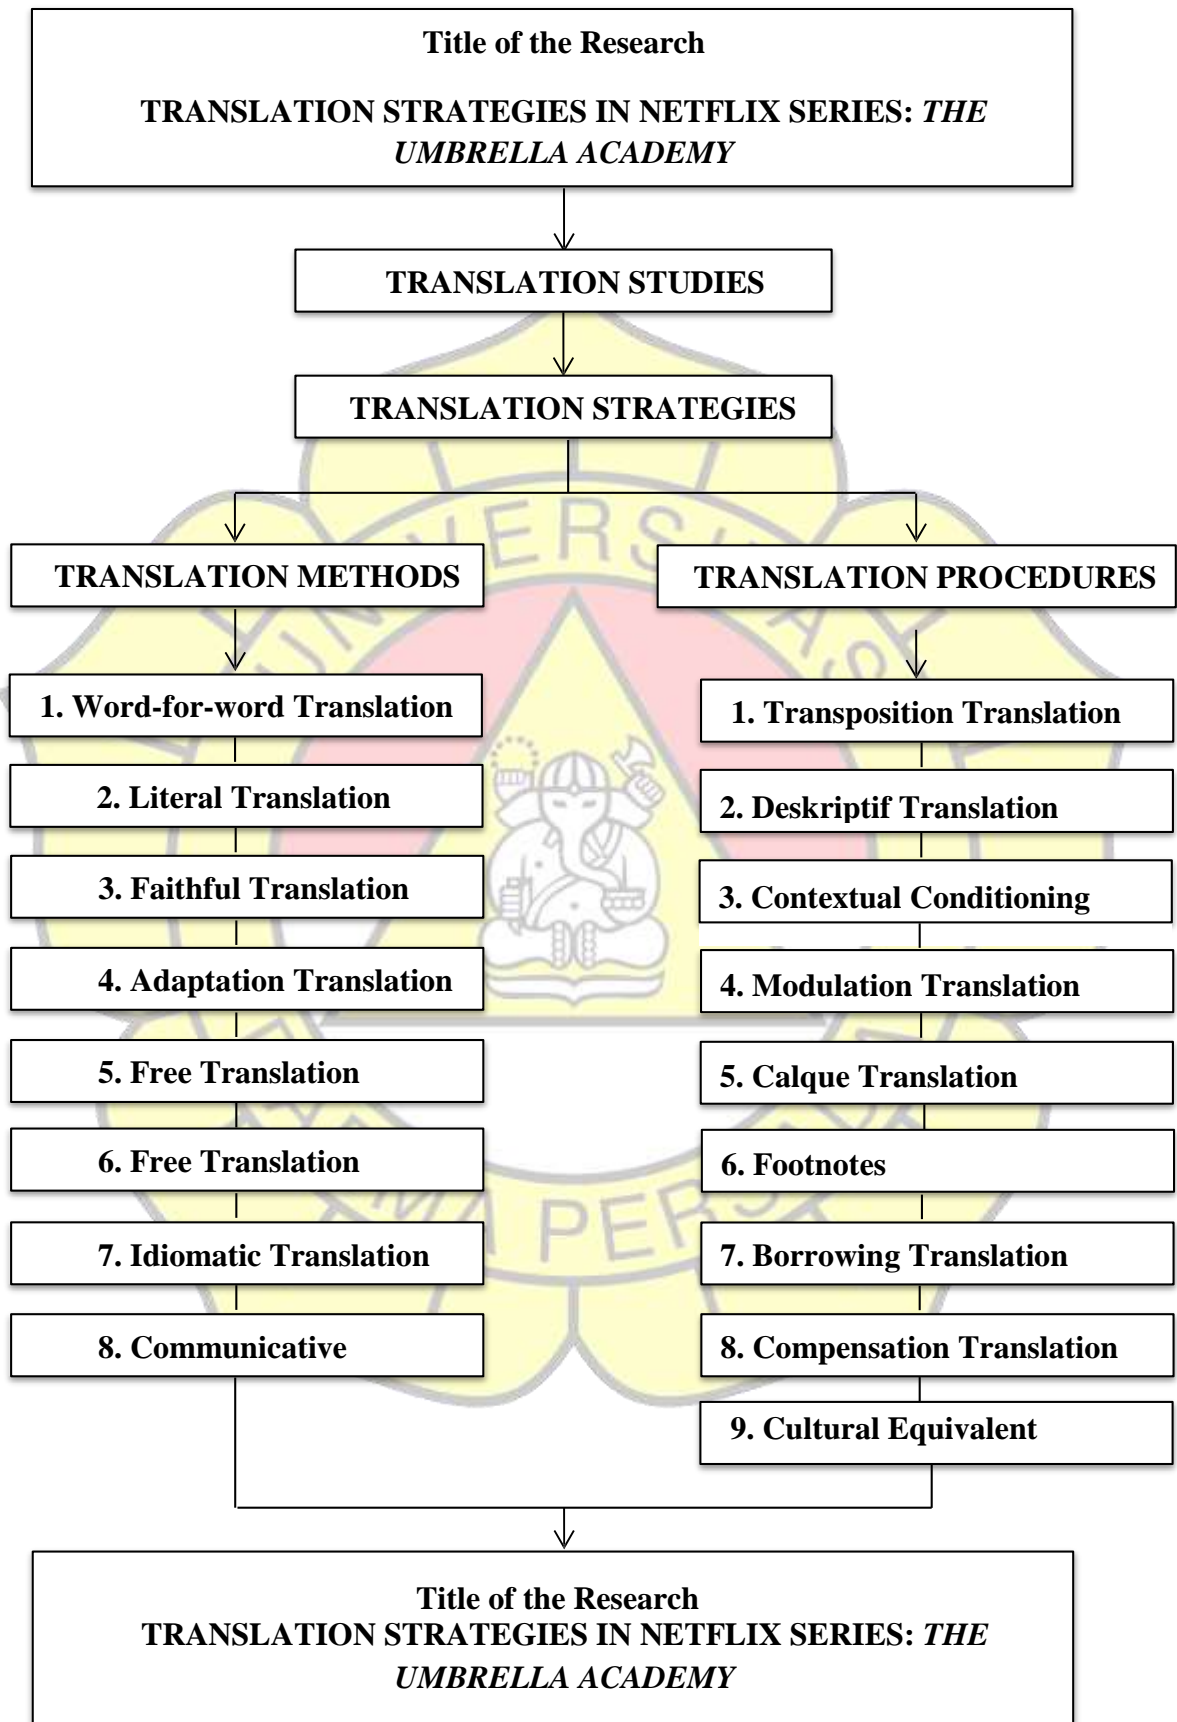 Title of the Research
TRANSLATION STRATEGIES IN NETFLIX SERIES: THE
UMBRELLA ACADEMY
TRANSLATION STUDIES
TRANSLATION STRATEGIES
TRANSLATION METHODS
1. Word-for-word Translation
2. Literal Translation
3. Faithful Translation
4. Adaptation Translation
5. Free Translation
6. Free Translation
7. Idiomatic Translation
8. Communicative
TRANSLATION PROCEDURES
1. Transposition Translation
2. Deskriptif Translation
3. Contextual Conditioning
4. Modulation Translation
5. Calque Translation
6. Footnotes
7. Borrowing Translation
8. Compensation Translation
9. Cultural Equivalent
Title of the Research
TRANSLATION STRATEGIES IN NETFLIX SERIES: THE
UMBRELLA ACADEMY